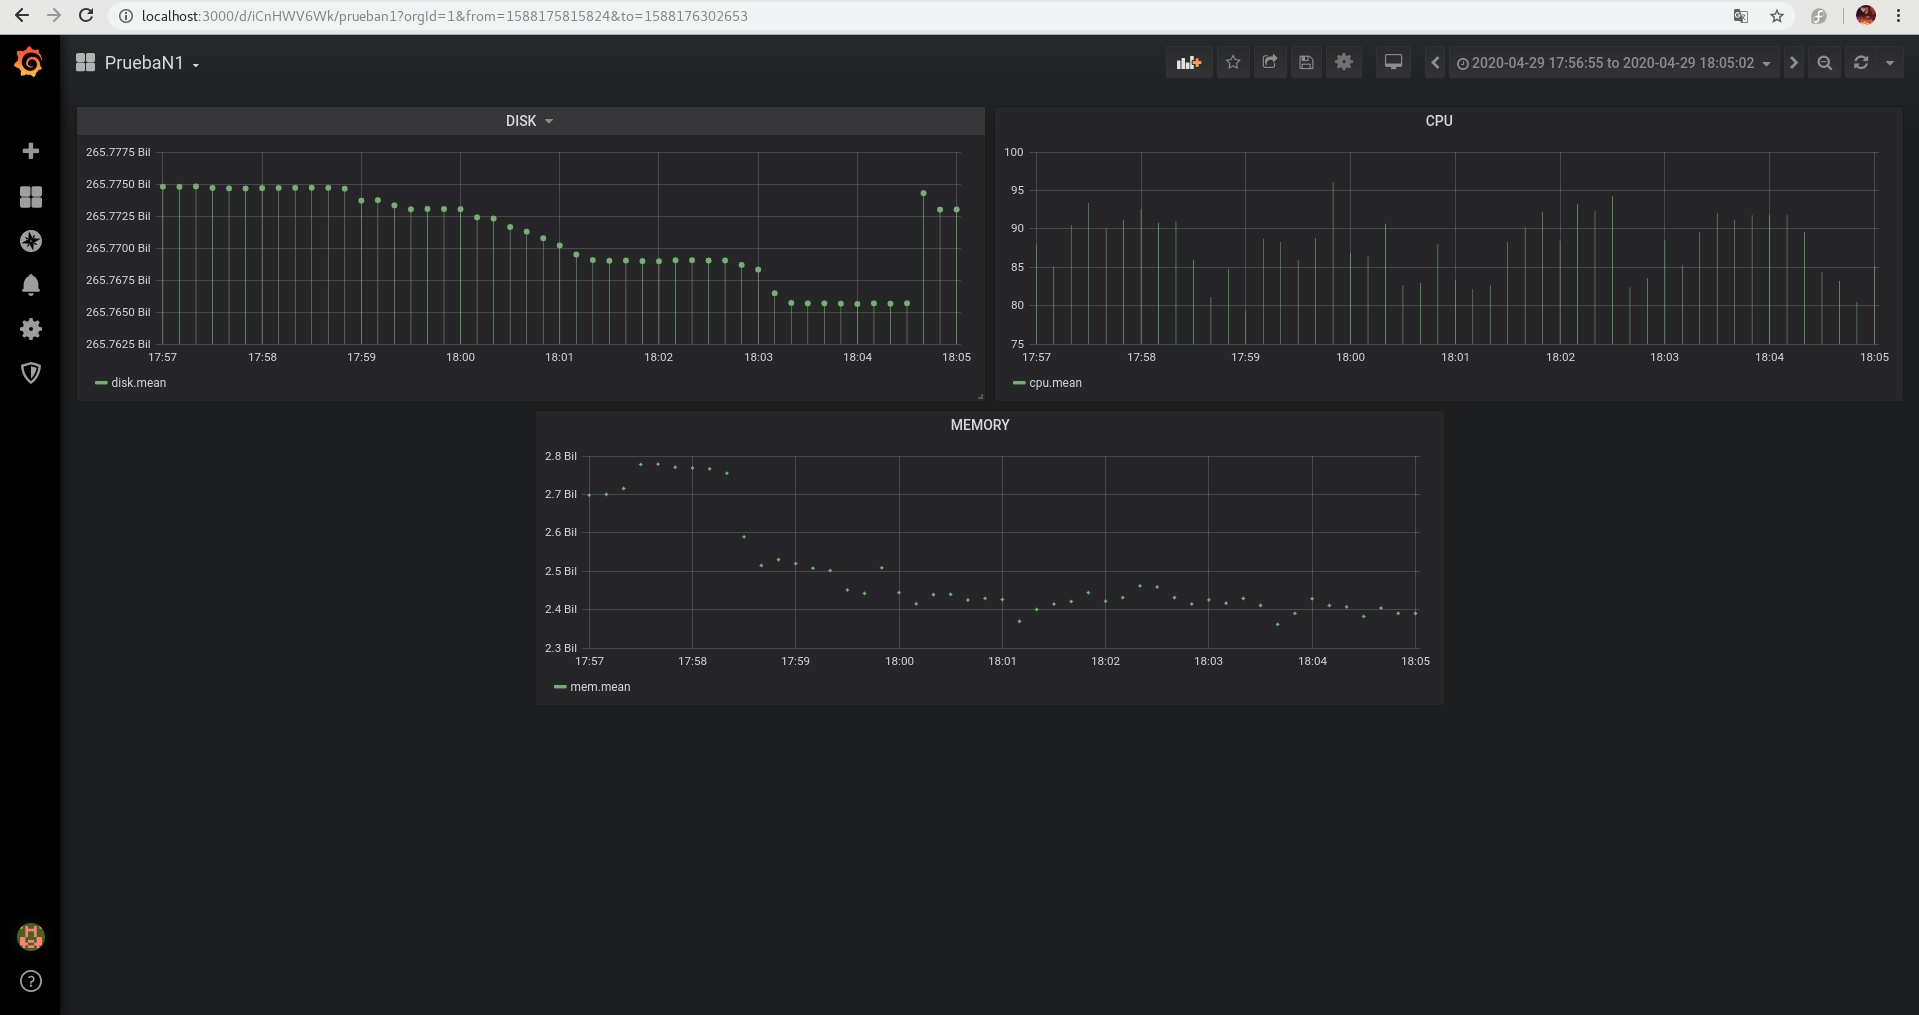 localhost:3000/d/iCnHWV6Wk/prueban1?orgId=1&from=1588175815824&to=1588176302653
PruebaN1
2020-04-29 17:56:55 to 2020-04-29 18:05:02
DISK
265.7775 Bil
265.7750 Bil
265.7725 Bil
265.7700 Bil
265.7675 Bil
265.7650 Bil
265.7625 Bil
17:57 17:58 17:59 18:00 18:01 18:02 18:03 18:04 18:05
disk.mean
CPU
100
95
90
85
80
75
17:57 17:58 17:59 18:00 18:01 18:02 18:03 18:04 18:05
cpu.mean
MEMORY
2.8 Bil
2.7 Bil
2.6 Bil
2.5 Bil
2.4 Bil
2.3 Bil
17:57 17:58 17:59 18:00 18:01 18:02 18:03 18:04 18:05
mem.mean